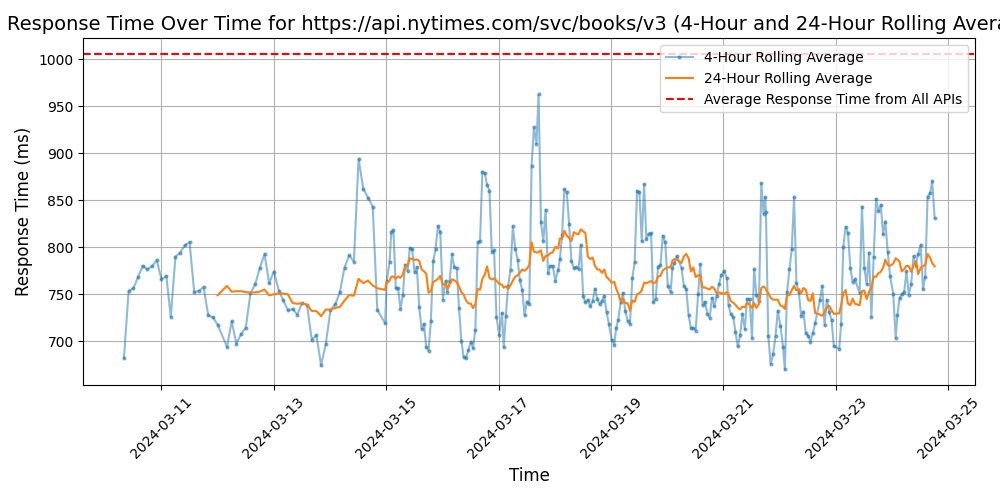 Response Time Over Time for https://api.nytimes.com/svc/books/v3 (4-Hour and 24-Hour Rolling
4-Hour Rolling Average
24-Hour Rolling Average
Average Response Time from All APIs
Response Time (ms)
1000
950
900
850
800
750
700
2024-03-11
2024-03-13
2024-03-15
2024-03-17
2024-03-19
2024-03-21
2024-03-23
2024-03-25
Time